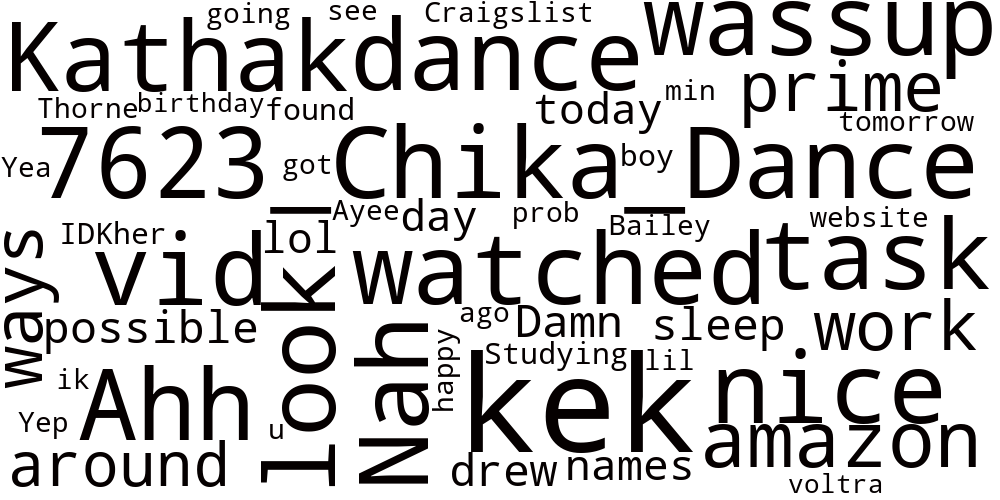 going see Craigslist wassup
Kathakdance
prime
Thorne birthday found today min
tomorrow
7623 Chika_Dance
Yea got boy
Ayee day prob Bailey website
IDKher lol
vid watched task
ways look_
possible ago Damn sleep work
Nah happy Studying lil
ik Ahh kek nice
Yep u amazon
around drew names
voltra